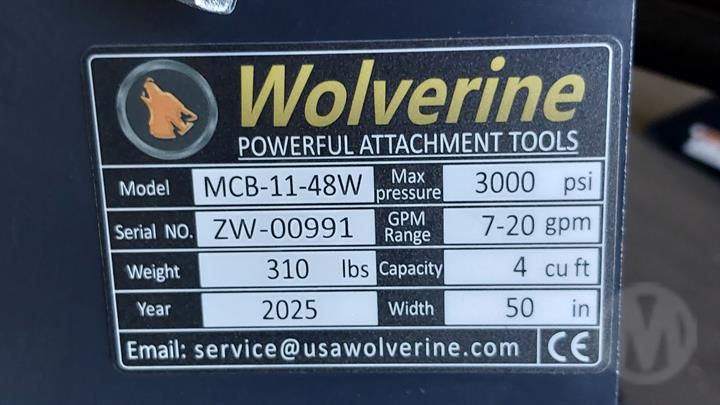 Wolverine
POWERFUL ATTACHMENT TOOLS
Model MCB-11-48W Max pressure 3000 psi
Serial NO. ZW-00991 GPM Range 7-20 gpm
Weight 310 lbs Capacity 4 cu ft
Year 2025 Width 50 in
Email: service@usawolverine.com CE